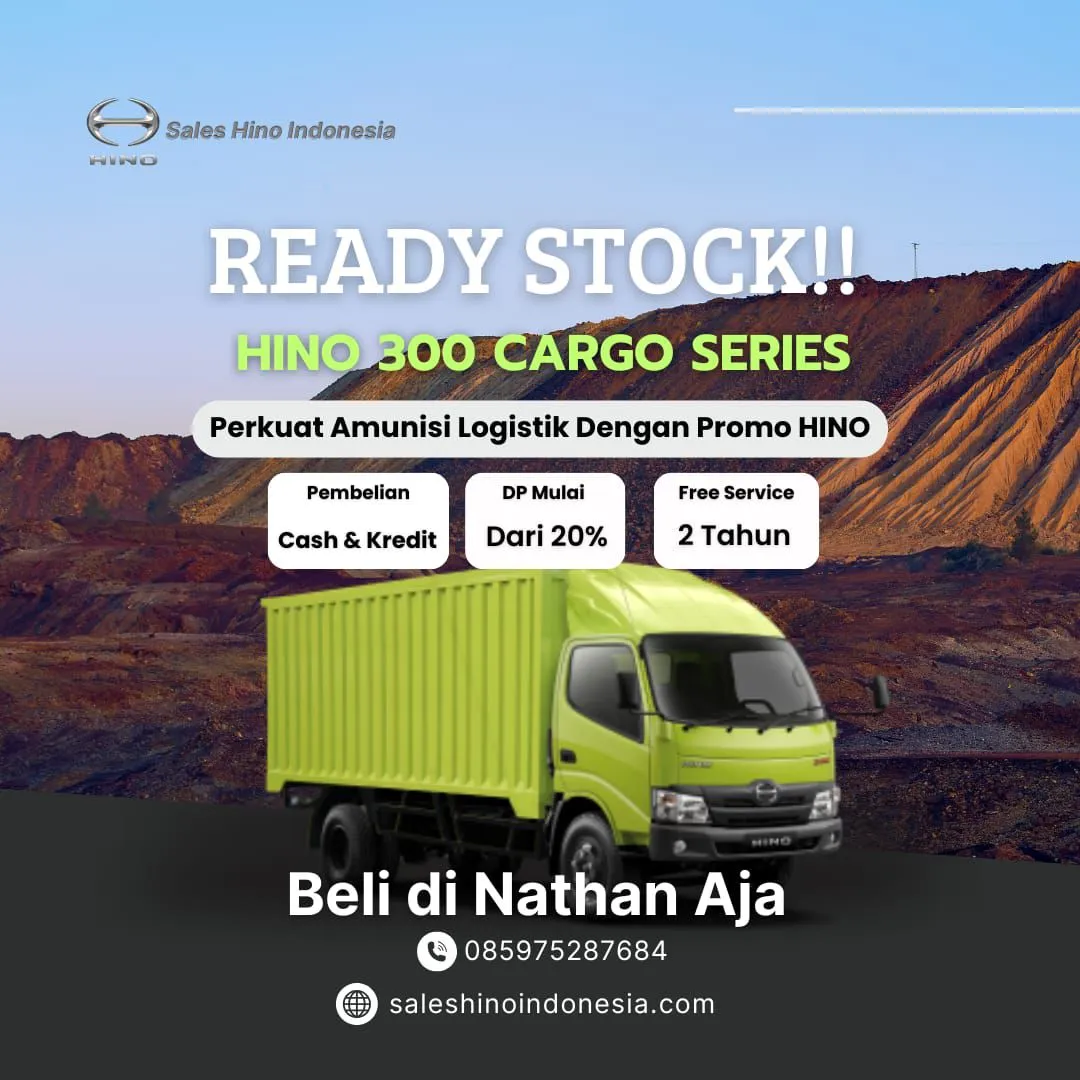 HINO
Sales Hino Indonesia
READY STOCK!!
HINO 300 CARGO SERIES
Perkuat Amunisi Logistik Dengan Promo HINO
Pembelian
Cash & Kredit
DP Mulai
Dari 20%
Free Service
2 Tahun
HINO
Beli di Nathan Aja
085975287684
saleshinoindonesia.com